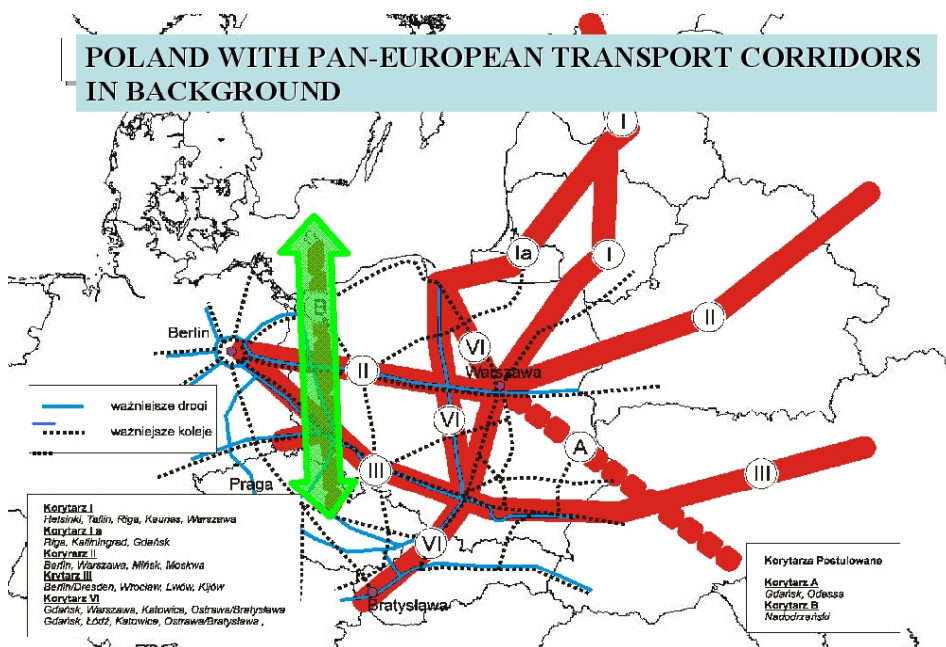 POLAND WITH PAN-EUROPEAN TRANSPORT CORRIDORS
IN BACKGROUND
I
Ia
I
II
B
Berlin
VI
II
Warszawa
ważniejsze drogi
ważniejsze koleje
VI
A
III
III
Praga
VI
Bratysława
Korytarz I
Helsinki, Tallin, Riga, Kaunas, Warszawa
Korytarz I a
Riga, Kaliningrad, Gdańsk
Korytarz II
Berlin, Warszawa, Mińsk, Moskwa
Krytarz III
Berlin/Dresden, Wrocław, Lwów, Kijów
Korytarz VI
Gdańsk, Warszawa, Katowice, Ostrawa/Bretysława
Gdańsk, Łódź, Katowice, Ostrawa/Bratysława ,
Korytarze Postulowane
Korytarz A
Gdańsk, Odessa
Korytarz B
Nadodrzeński